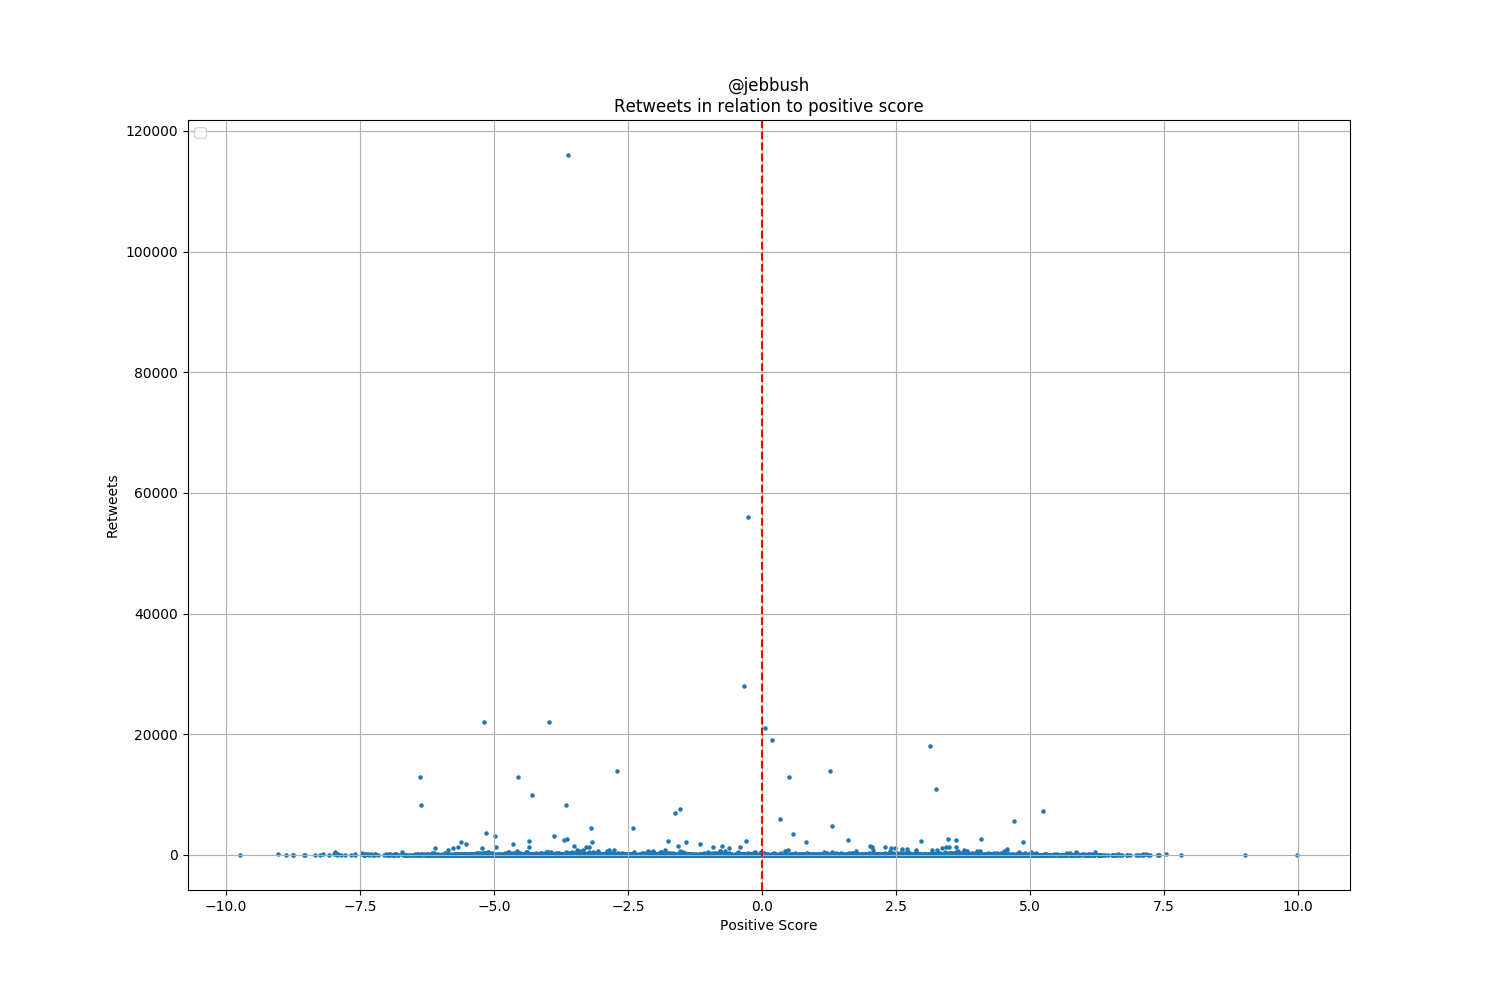 @jebbush
Retweets in relation to positive score
120000
100000
80000
60000
40000
20000
0
Retweets
−10.0 −7.5 −5.0 −2.5 0.0 2.5 5.0 7.5 10.0
Positive Score